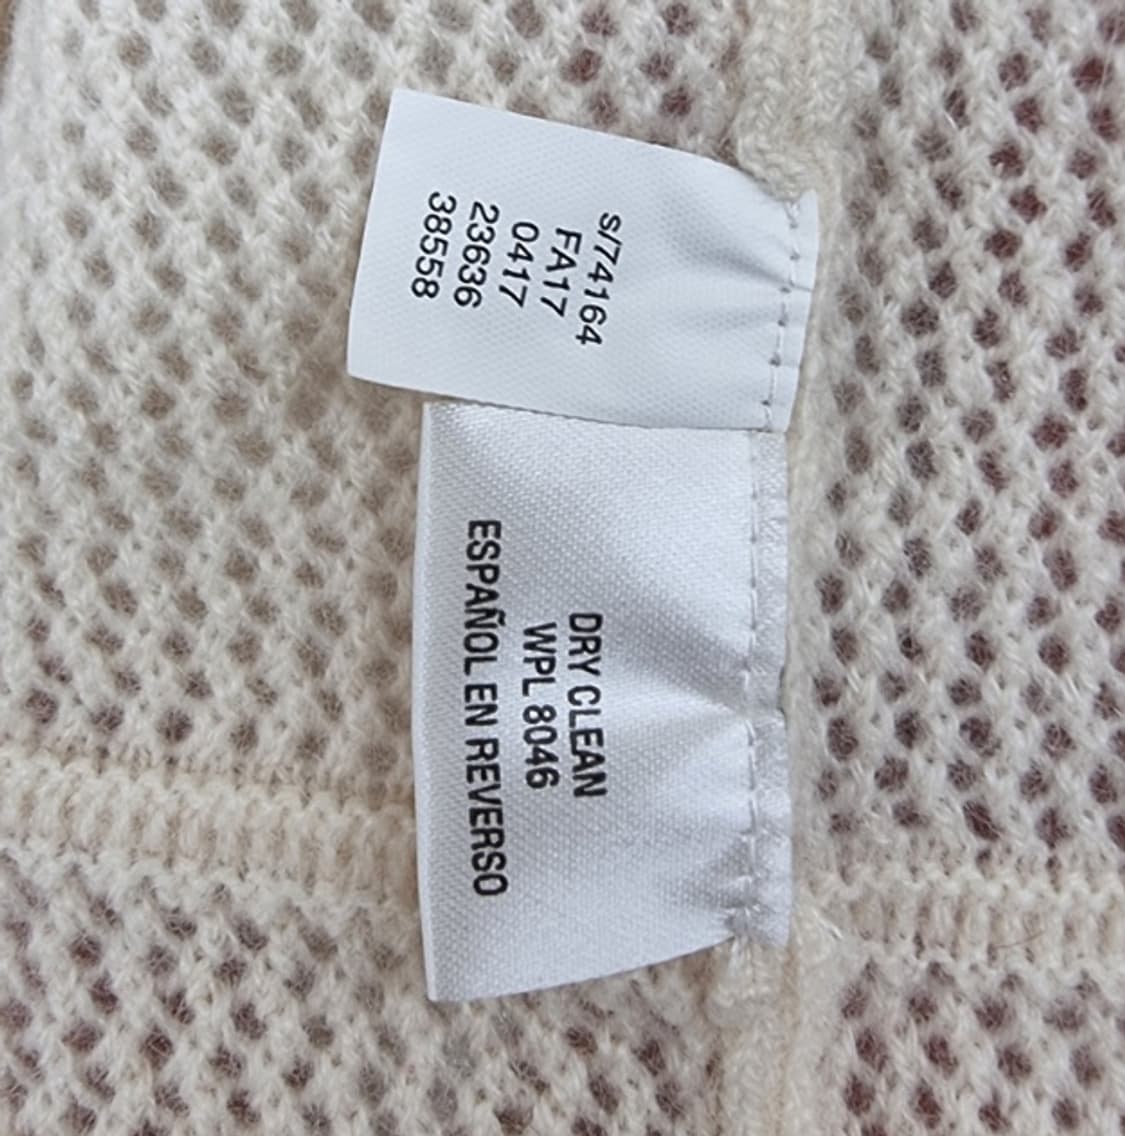 S/74164
FA17
0417
23636
38558
DRY CLEAN
WPL 8046
ESPAÑOL EN REVERSO